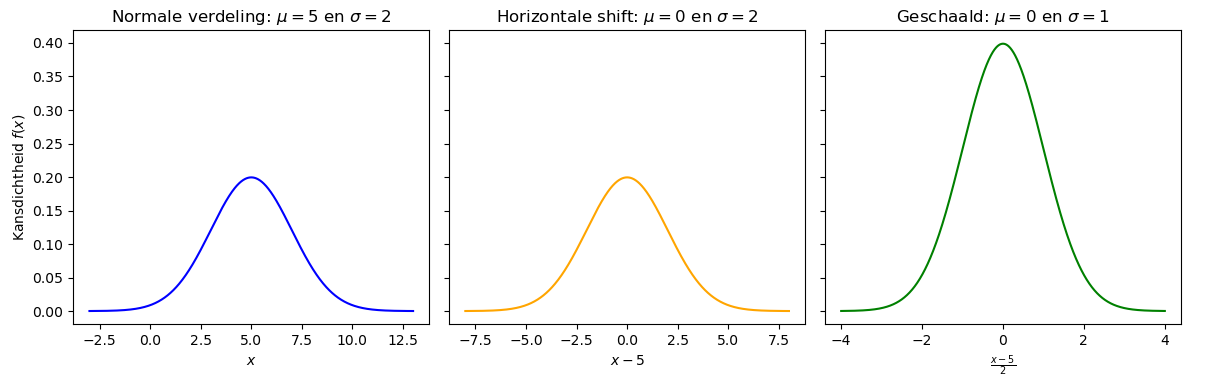 Normale verdeling: μ = 5 en σ = 2
Horizontale shift: μ = 0 en σ = 2
Geschaald: μ = 0 en σ = 1
Kansdichtheid f(x)
0.40
0.35
0.30
0.25
0.20
0.15
0.10
0.05
0.00
−2.5 0.0 2.5 5.0 7.5 10.0 12.5
x
−7.5 −5.0 −2.5 0.0 2.5 5.0 7.5
x − 5
−4 −2 0 2 4
x−5
2